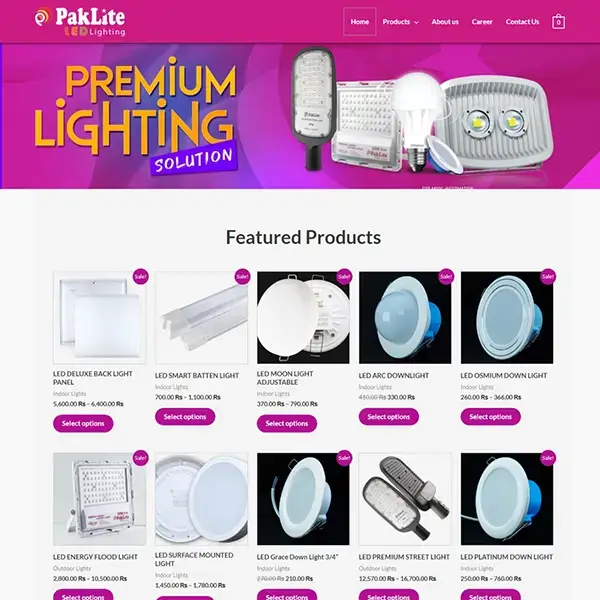 PakLite
LED Lighting
Home
Products
About us
Career
Contact Us
0
PREMIUM
LIGHTING
SOLUTION
FOR MORE INFORMATION
Featured Products
Sale!
Sale!
Sale!
Sale!
Sale!
LED DELUXE BACK LIGHT
PANEL
Indoor Lights
5,600.00 ₨ – 6,400.00 ₨
Select options
LED SMART BATTEN LIGHT
Indoor Lights
700.00 ₨ – 1,100.00 ₨
Select options
LED MOON LIGHT
ADJUSTABLE
Indoor Lights
370.00 ₨ – 790.00 ₨
Select options
LED ARC DOWNLIGHT
Indoor Lights
410.00 ₨ 330.00 ₨
Select options
LED OSMIUM DOWN LIGHT
Indoor Lights
260.00 ₨ – 366.00 ₨
Select options
Sale!
Sale!
Sale!
LED ENERGY FLOOD LIGHT
Outdoor Lights
2,800.00 ₨ – 10,500.00 ₨
Select options
LED SURFACE MOUNTED
LIGHT
Indoor Lights
1,450.00 ₨ – 1,780.00 ₨
Select options
LED Grace Down Light 3/4"
Indoor Lights
270.00 ₨ 210.00 ₨
Select options
LED PREMIUM STREET LIGHT
Outdoor Lights
12,570.00 ₨ – 16,700.00 ₨
Select options
LED PLATINUM DOWN LIGHT
Indoor Lights
250.00 ₨ – 760.00 ₨
Select options